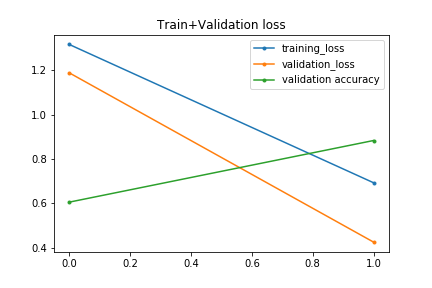 Train+Validation loss
training_loss
validation_loss
validation accuracy
1.2
1.0
0.8
0.6
0.4
0.0 0.2 0.4 0.6 0.8 1.0